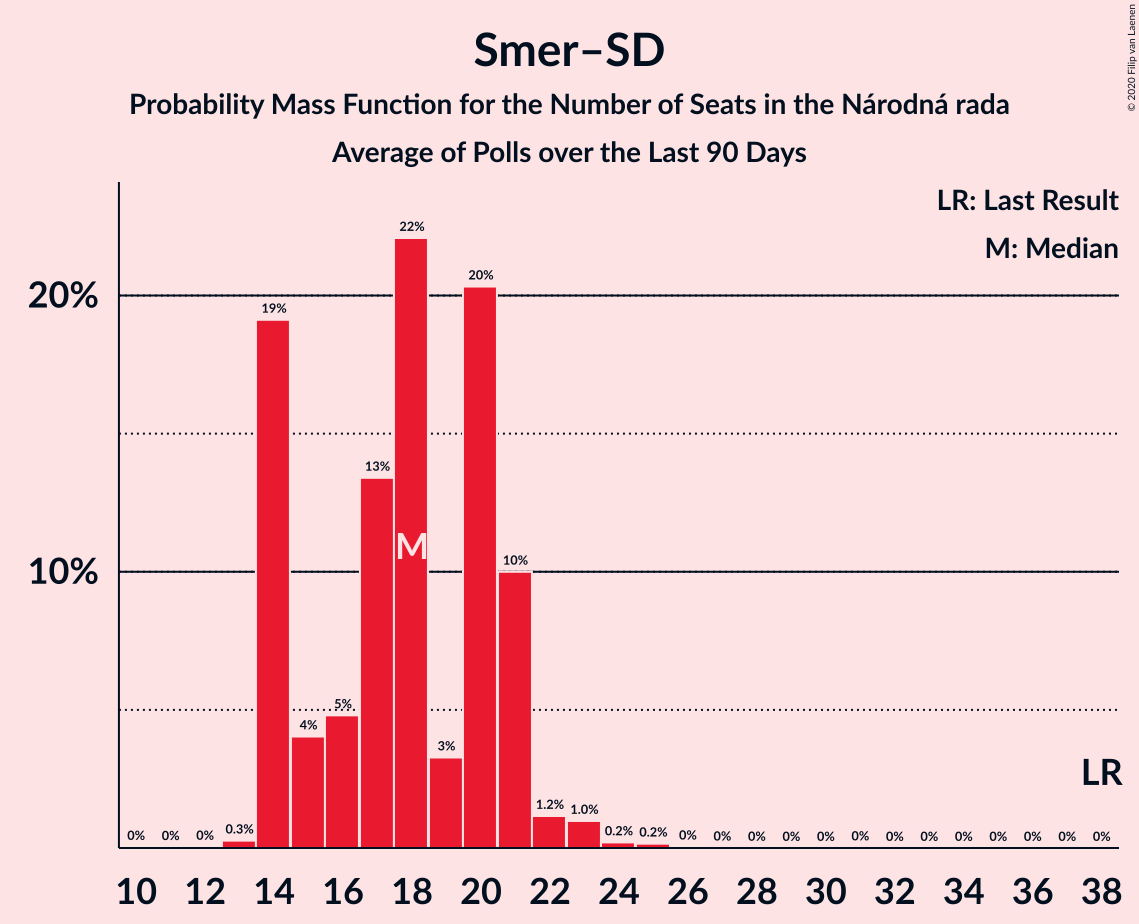 Smer–SD
Probability Mass Function for the Number of Seats in the Národná rada
Average of Polls over the Last 90 Days
© 2020 Filip van Laenen
LR: Last Result
M: Median
20%
10%
0% 0% 0% 0.3% 19% 4% 5% 13% 22% 3% 20% 10% 1.2% 1.0% 0.2% 0.2% 0% 0% 0% 0% 0% 0% 0% 0% 0% 0% 0% 0% 0%
M
LR
10 12 14 16 18 20 22 24 26 28 30 32 34 36 38